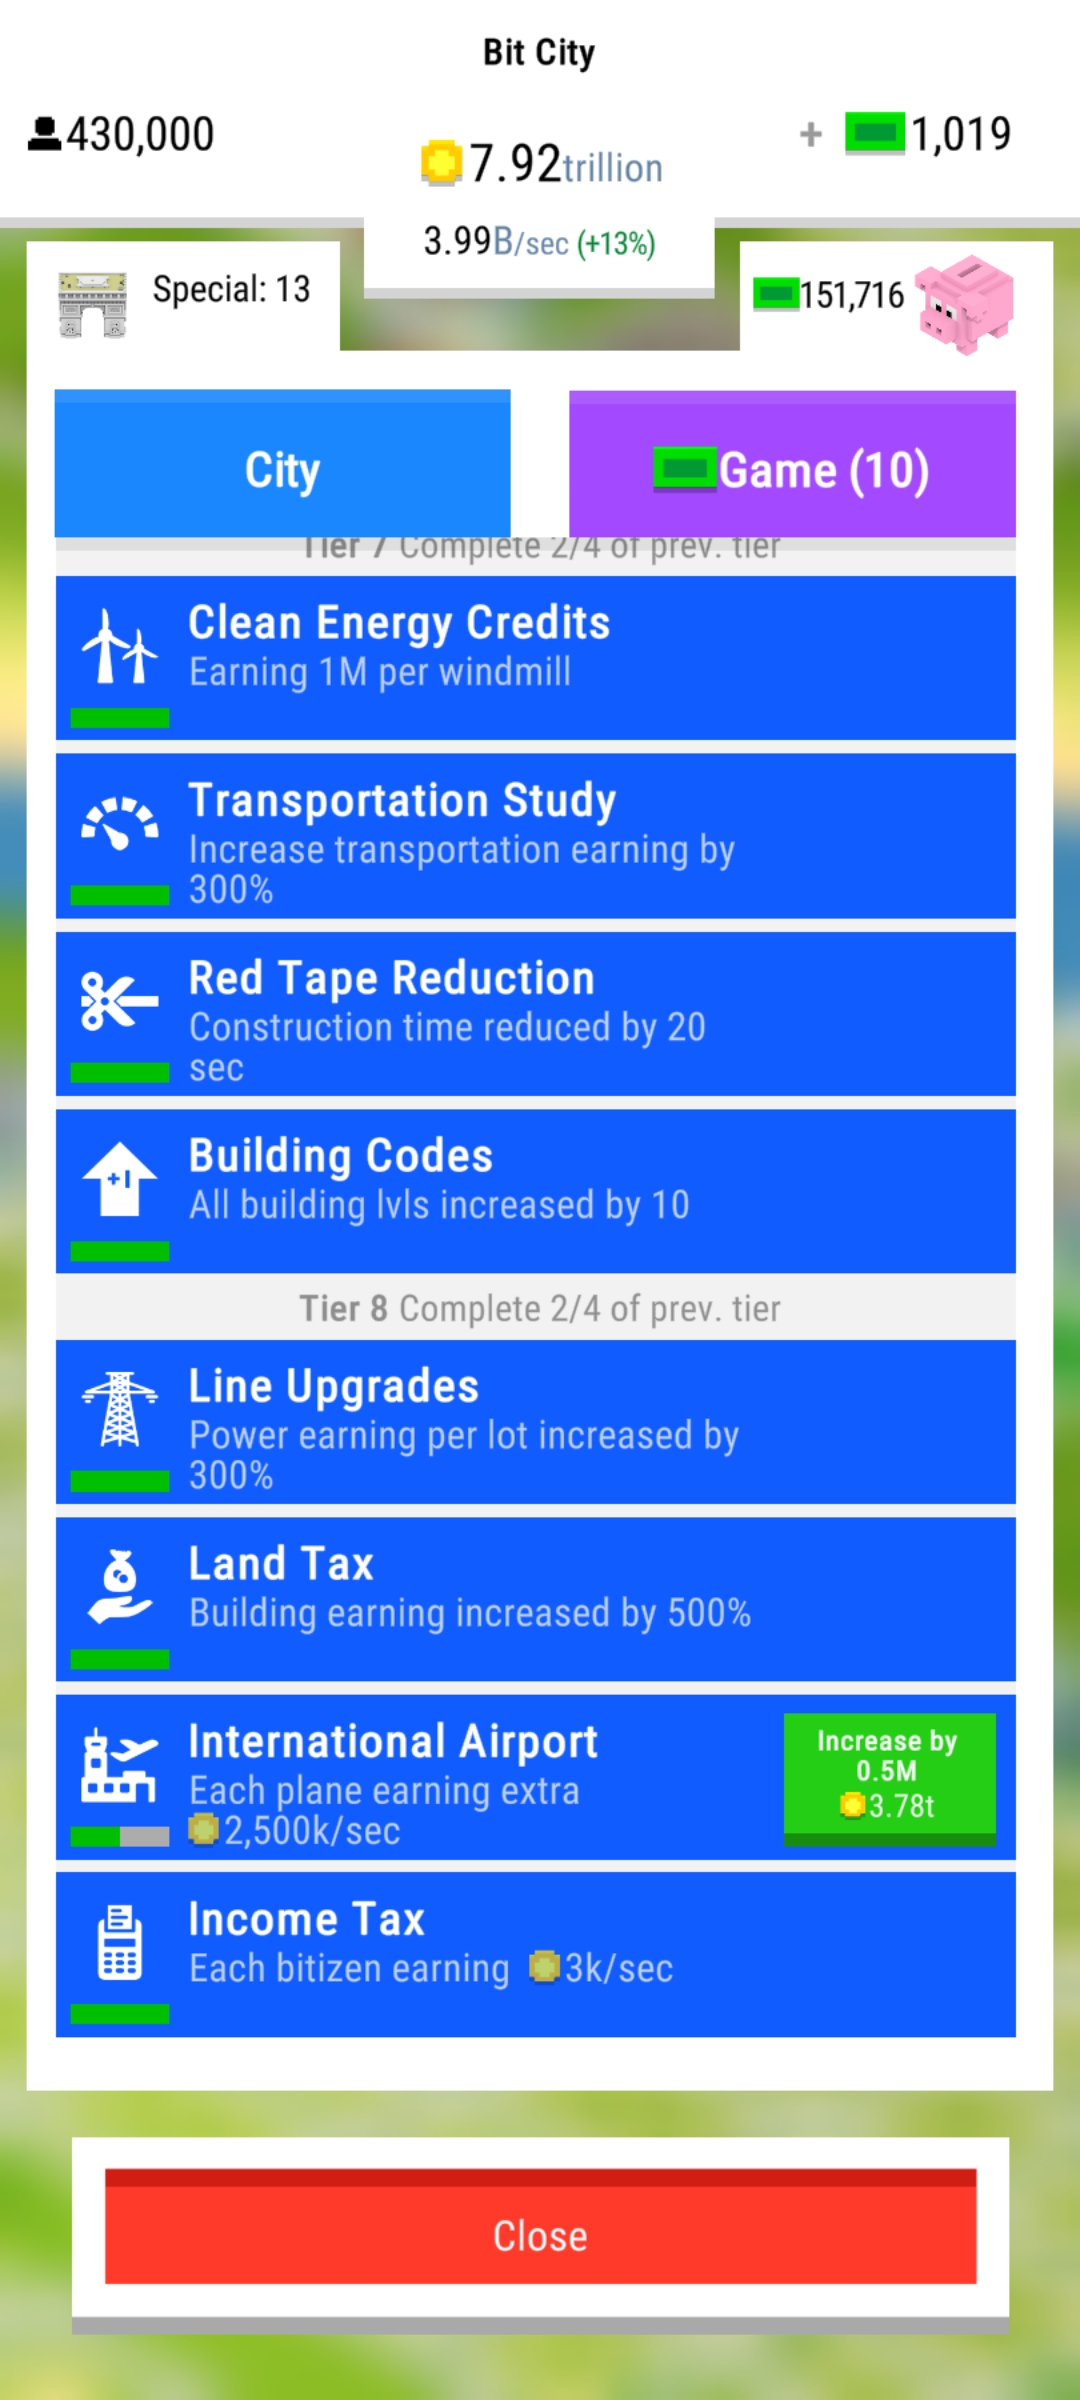 Bit City
430,000
7.92trillion
+ 1,019
3.99B/sec (+13%)
Special: 13
151,716
City
Game (10)
Tier 7 Complete 2/4 of prev. tier
Clean Energy Credits
Earning 1M per windmill
Transportation Study
Increase transportation earning by
300%
Red Tape Reduction
Construction time reduced by 20
sec
+1
Building Codes
All building lvls increased by 10
Tier 8 Complete 2/4 of prev. tier
Line Upgrades
Power earning per lot increased by
300%
Land Tax
Building earning increased by 500%
International Airport
Each plane earning extra
2,500k/sec
Increase by
0.5M
3.78t
Income Tax
Each bitizen earning 3k/sec
Close